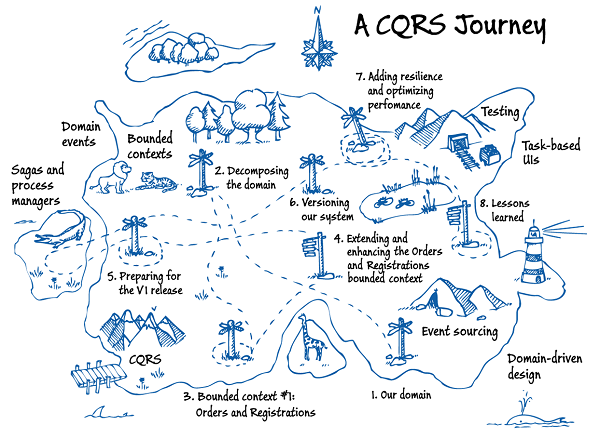 N
A CQRS Journey
7. Adding resilience
and optimizing
perfomance
Testing
Domain
events
Bounded
contexts
Task-based
UIs
Sagas and
process
managers
2. Decomposing
the domain
6. Versioning
our system
8. Lessons
learned
4. Extending and
enhancing the Orders
and Registrations
bounded context
5. Preparing for
the V1 release
Event sourcing
CQRS
Domain-driven
design
3. Bounded context #1:
Orders and Registrations
1. Our domain